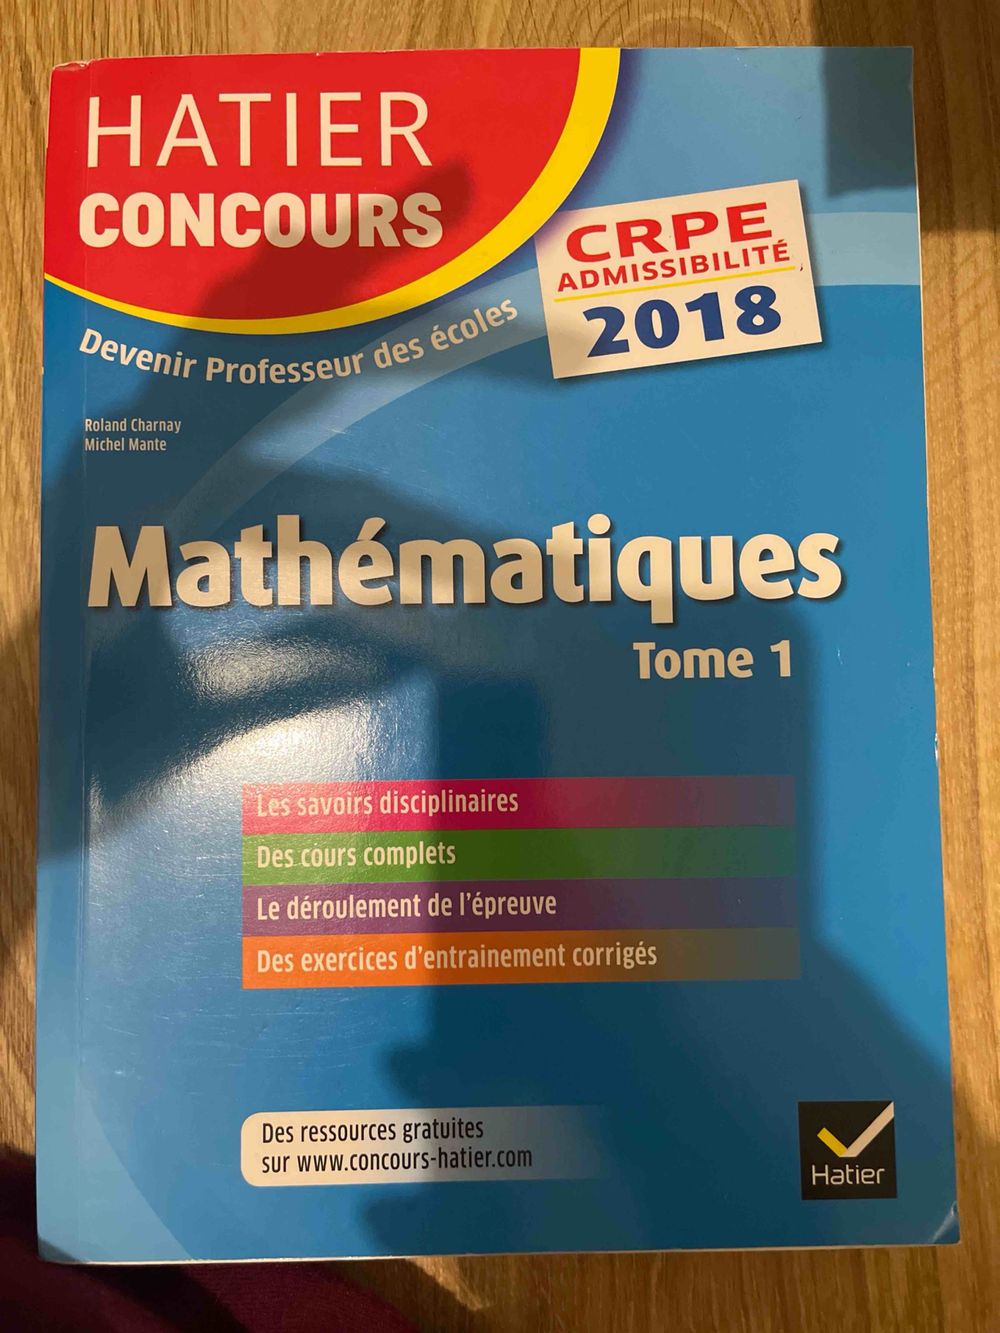 HATIER
CONCOURS
CRPE
ADMISSIBILITÉ
2018
Devenir Professeur des écoles
Roland Charnay
Michel Mante
Mathématiques
Tome 1
Les savoirs disciplinaires
Des cours complets
Le déroulement de l'épreuve
Des exercices d'entrainement corrigés
Des ressources gratuites
sur www.concours-hatier.com
Hatier